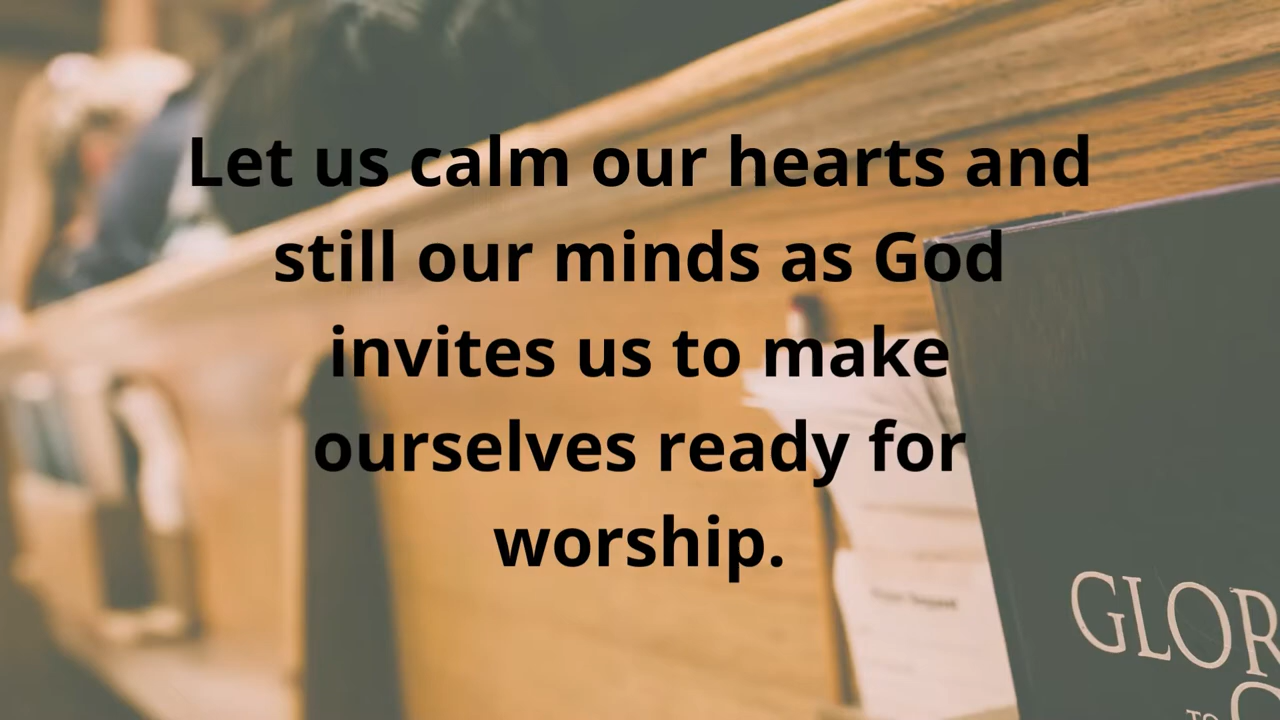 Let us calm our hearts and
still our minds as God
invites us to make
ourselves ready for
worship.
GLOR
TO